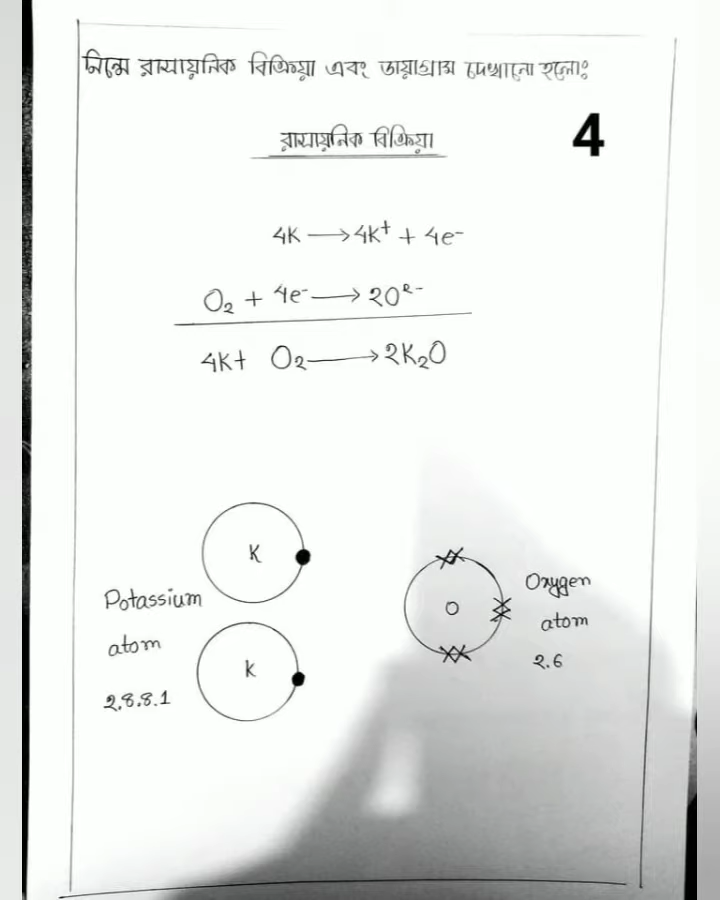 নিম্নে রাসায়নিক বিক্রিয়া এবং ডায়াগ্রাম দেখানো হলোঃ
রাসায়নিক বিক্রিয়া
4
4K ⟶ 4K⁺ + 4e⁻
O₂ + 4e⁻ ⟶ 2O²⁻
4K + O₂ ⟶ 2K₂O
K
Potassium
atom
2.8.8.1
K
O
Oxygen
atom
2.6